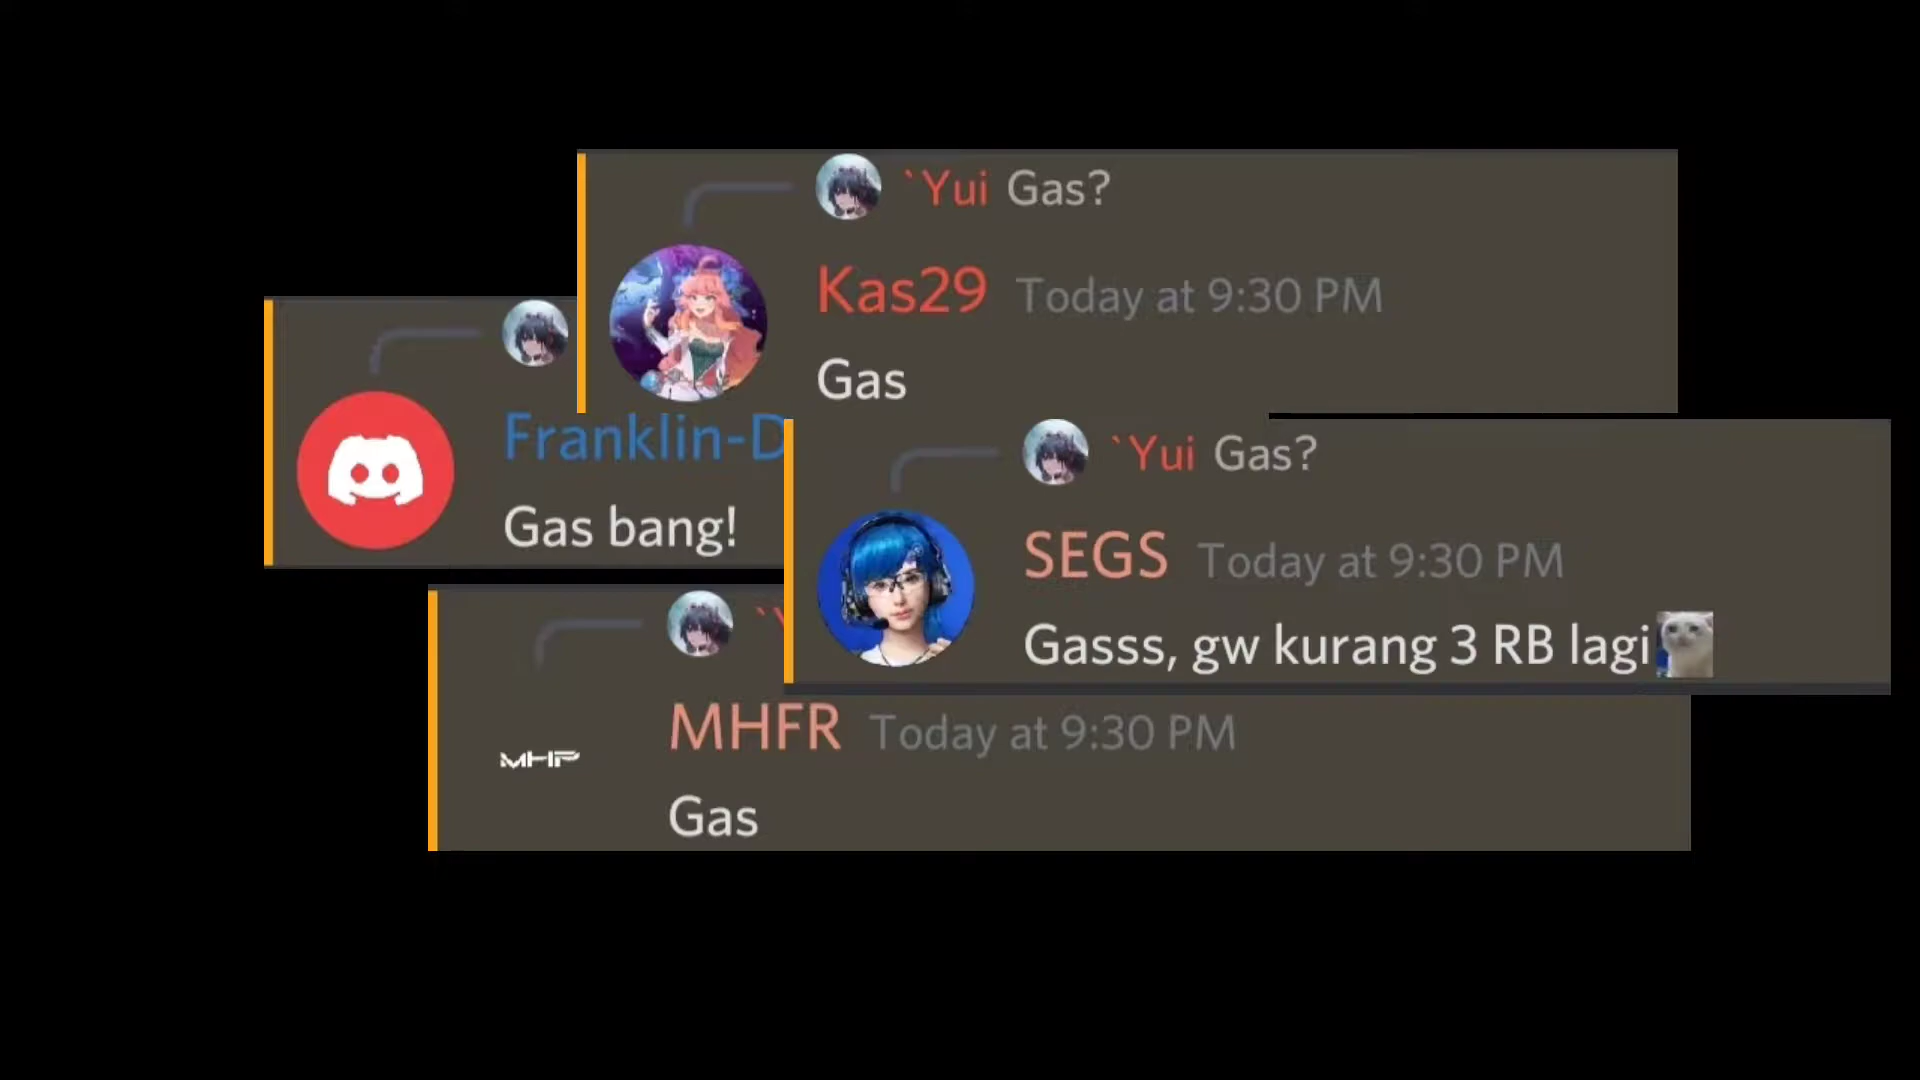 `Yui Gas?
Kas29 Today at 9:30 PM
Gas
Franklin-D
Gas bang!
`Yui Gas?
SEGS Today at 9:30 PM
Gasss, gw kurang 3 RB lagi
MHFR Today at 9:30 PM
MHP
Gas